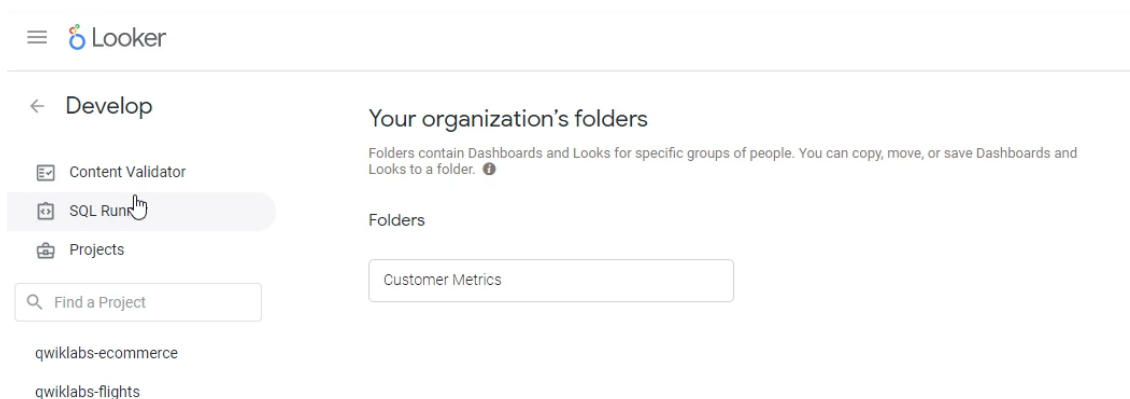 Looker
Develop
Content Validator
SQL Runn
Projects
Find a Project
qwiklabs-ecommerce
qwiklabs-flights
Your organization's folders
Folders contain Dashboards and Looks for specific groups of people. You can copy, move, or save Dashboards and
Looks to a folder.
Folders
Customer Metrics